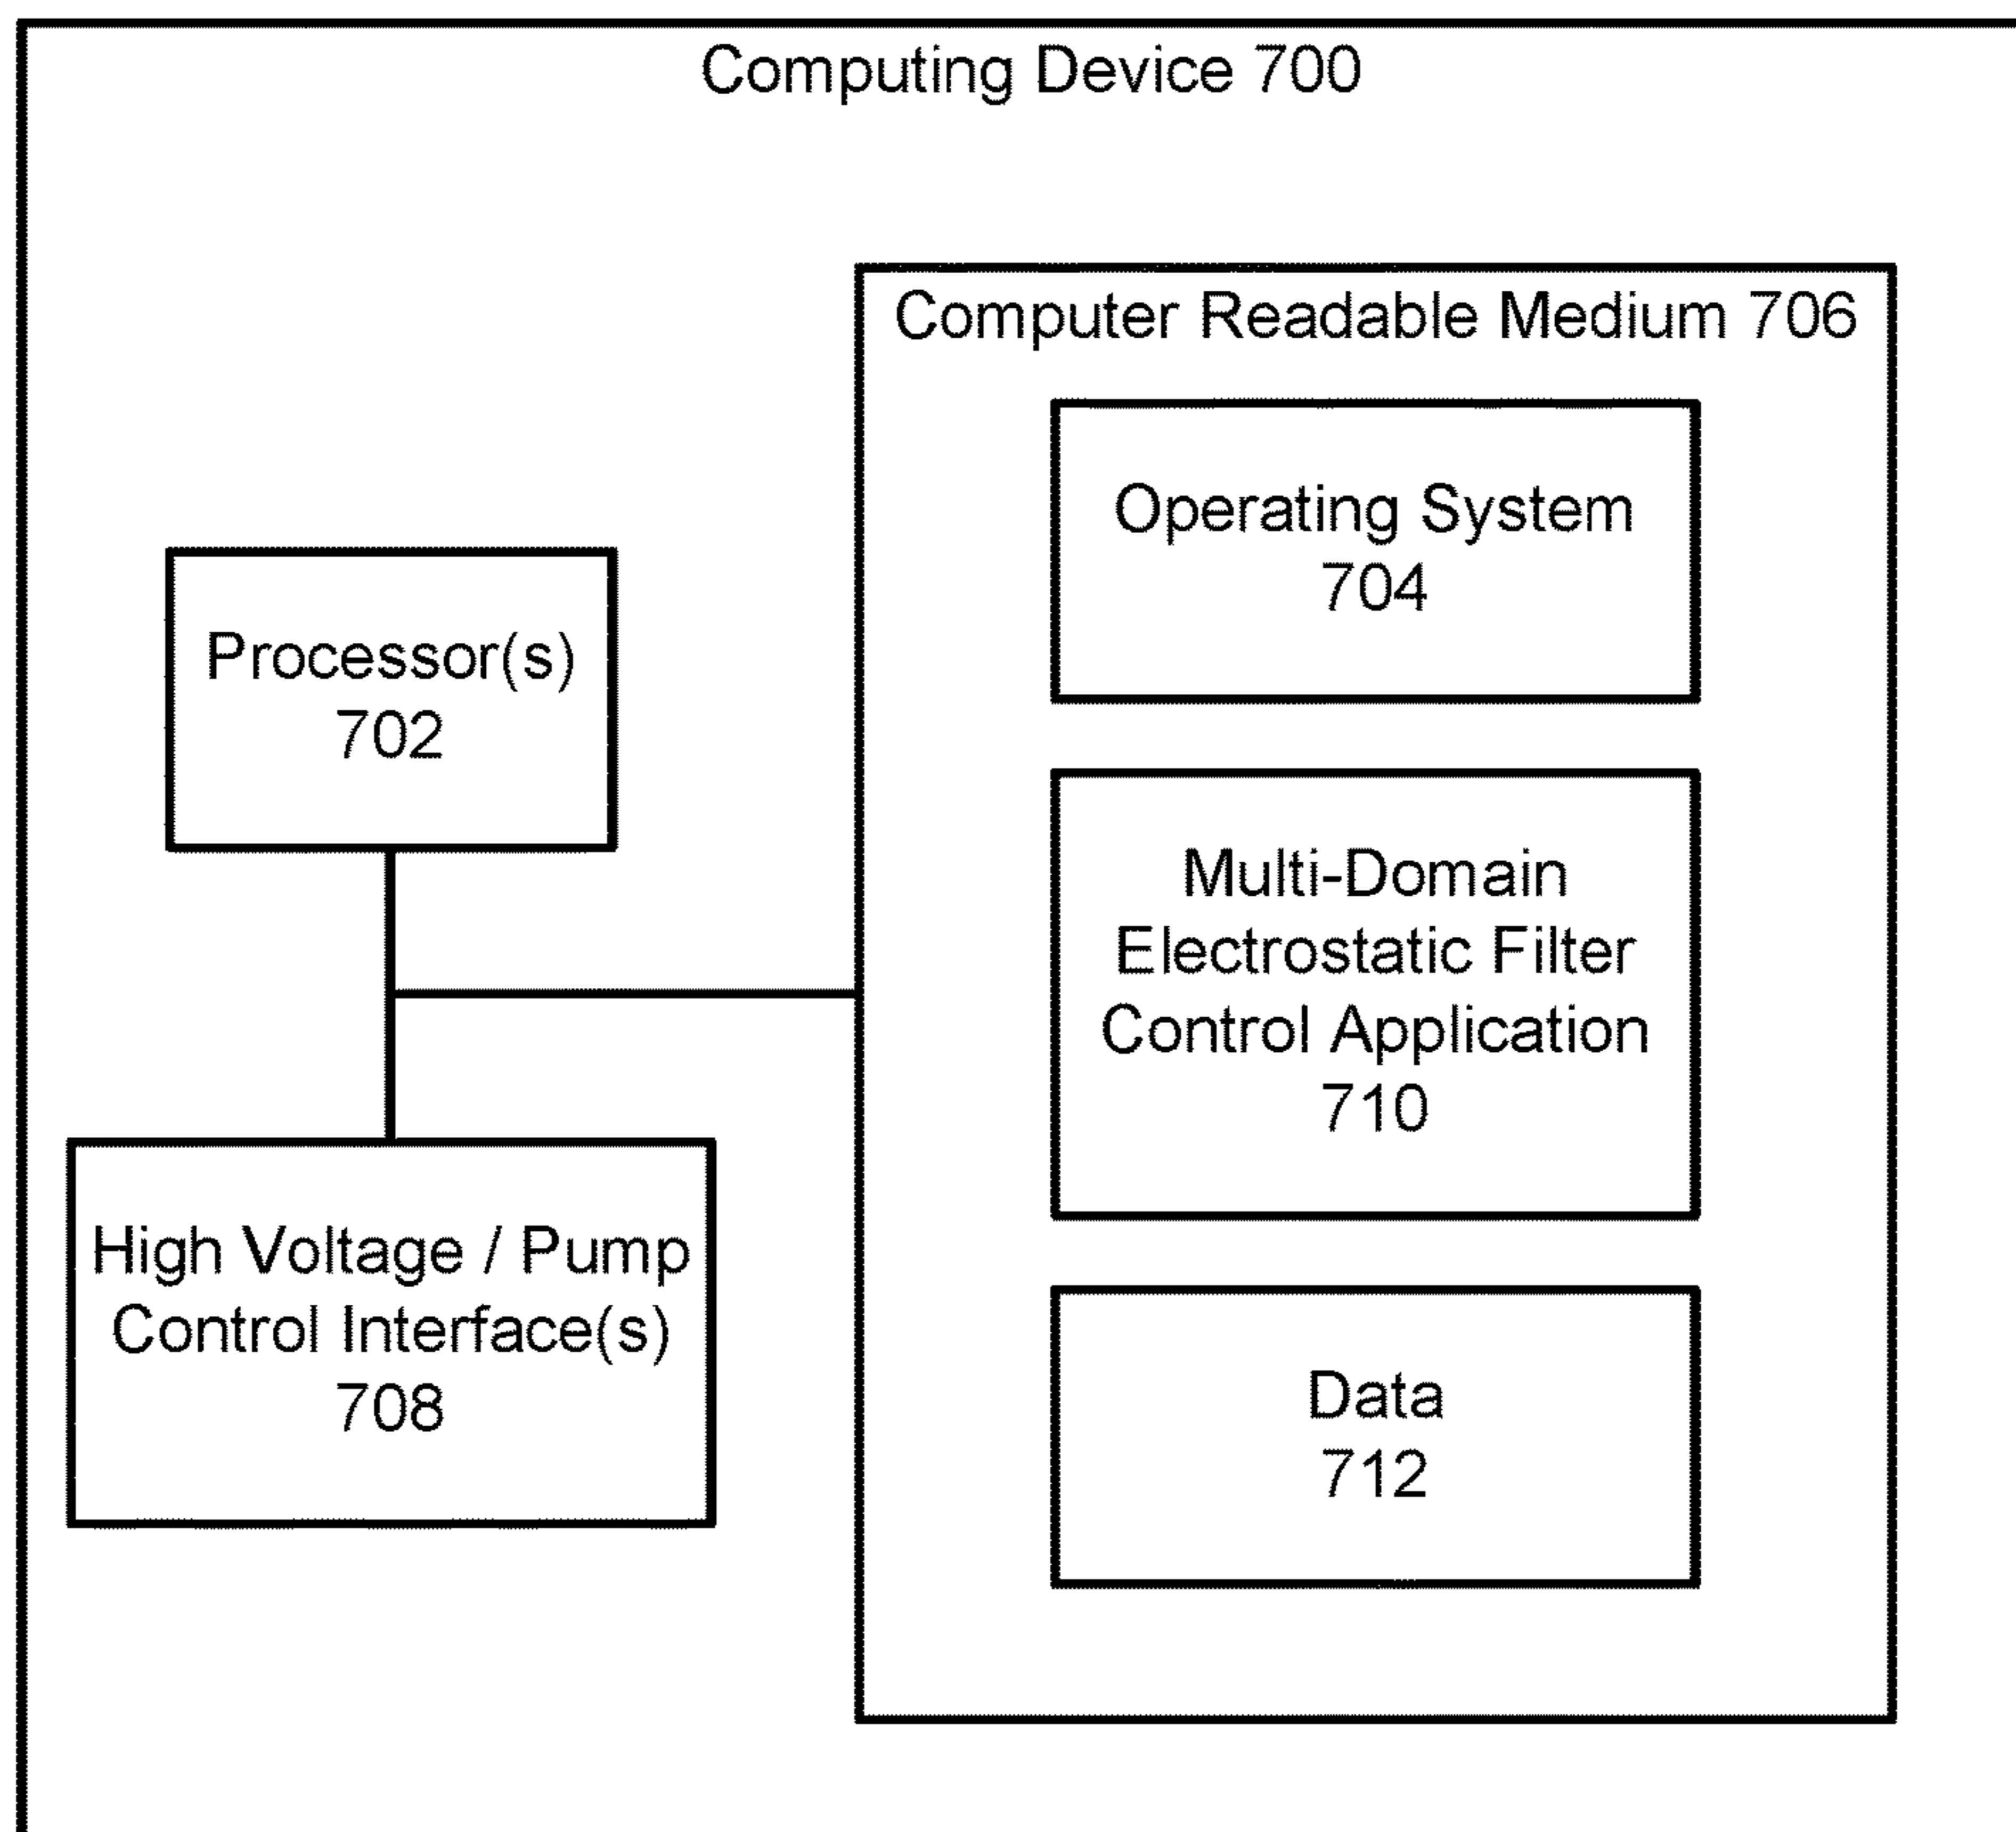 Computing Device 700
Computer Readable Medium 706
Operating System
704
Processor(s)
702
Multi-Domain
Electrostatic Filter
Control Application
710
High Voltage / Pump
Control Interface(s)
708
Data
712